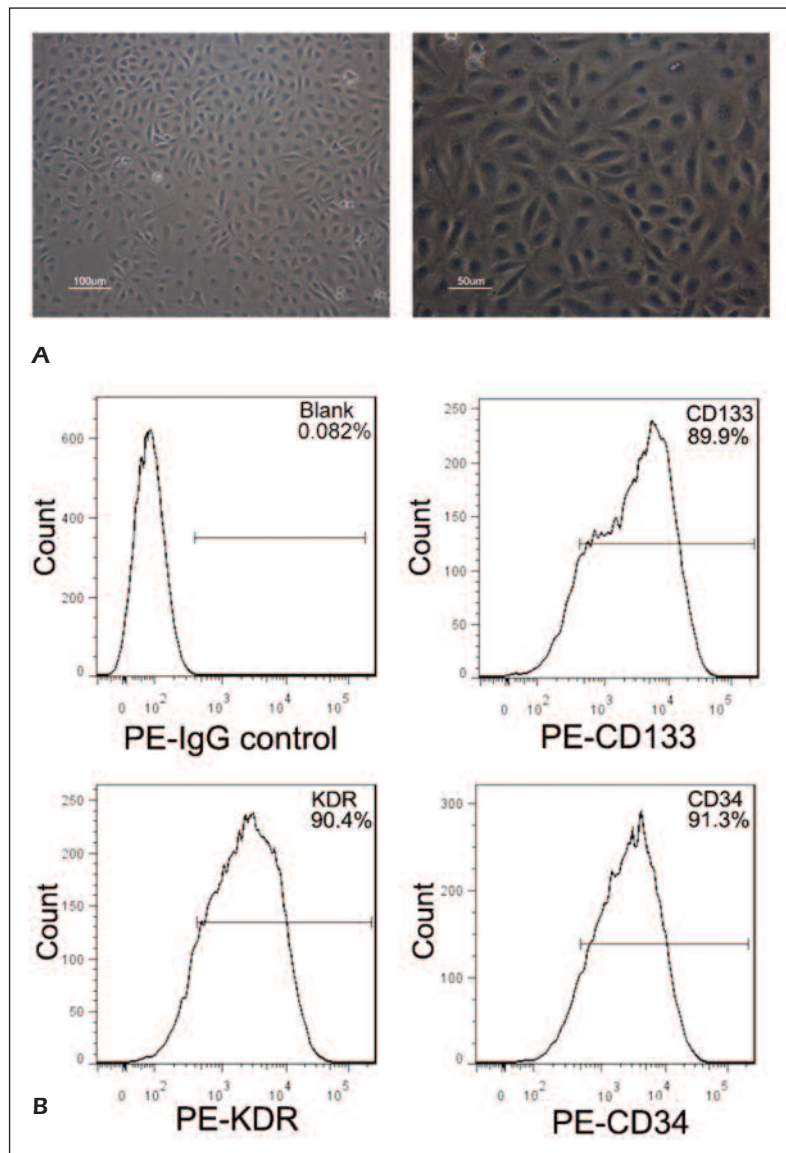 100um
50um
A
Blank
0.082%
600
400
200
0
Count
0 10² 10³ 10⁴ 10⁵
PE-IgG control
CD133
89.9%
250
200
150
100
50
0
Count
0 10² 10³ 10⁴ 10⁵
PE-CD133
KDR
90.4%
250
200
150
100
50
0
Count
0 10² 10³ 10⁴ 10⁵
PE-KDR
CD34
91.3%
300
200
100
0
Count
0 10² 10³ 10⁴ 10⁵
PE-CD34
B